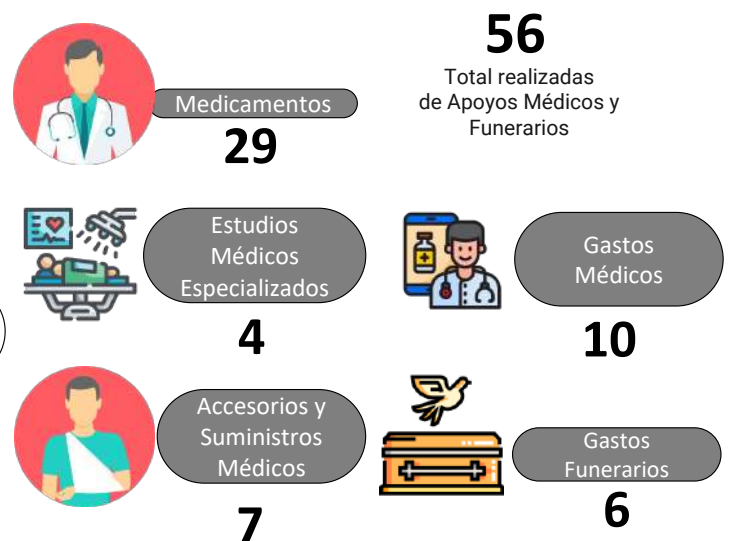 56
Total realizadas
de Apoyos Médicos y
Funerarios
Medicamentos
29
Estudios
Médicos
Especializados
4
Gastos
Médicos
10
Accesorios y
Suministros
Médicos
7
Gastos
Funerarios
6